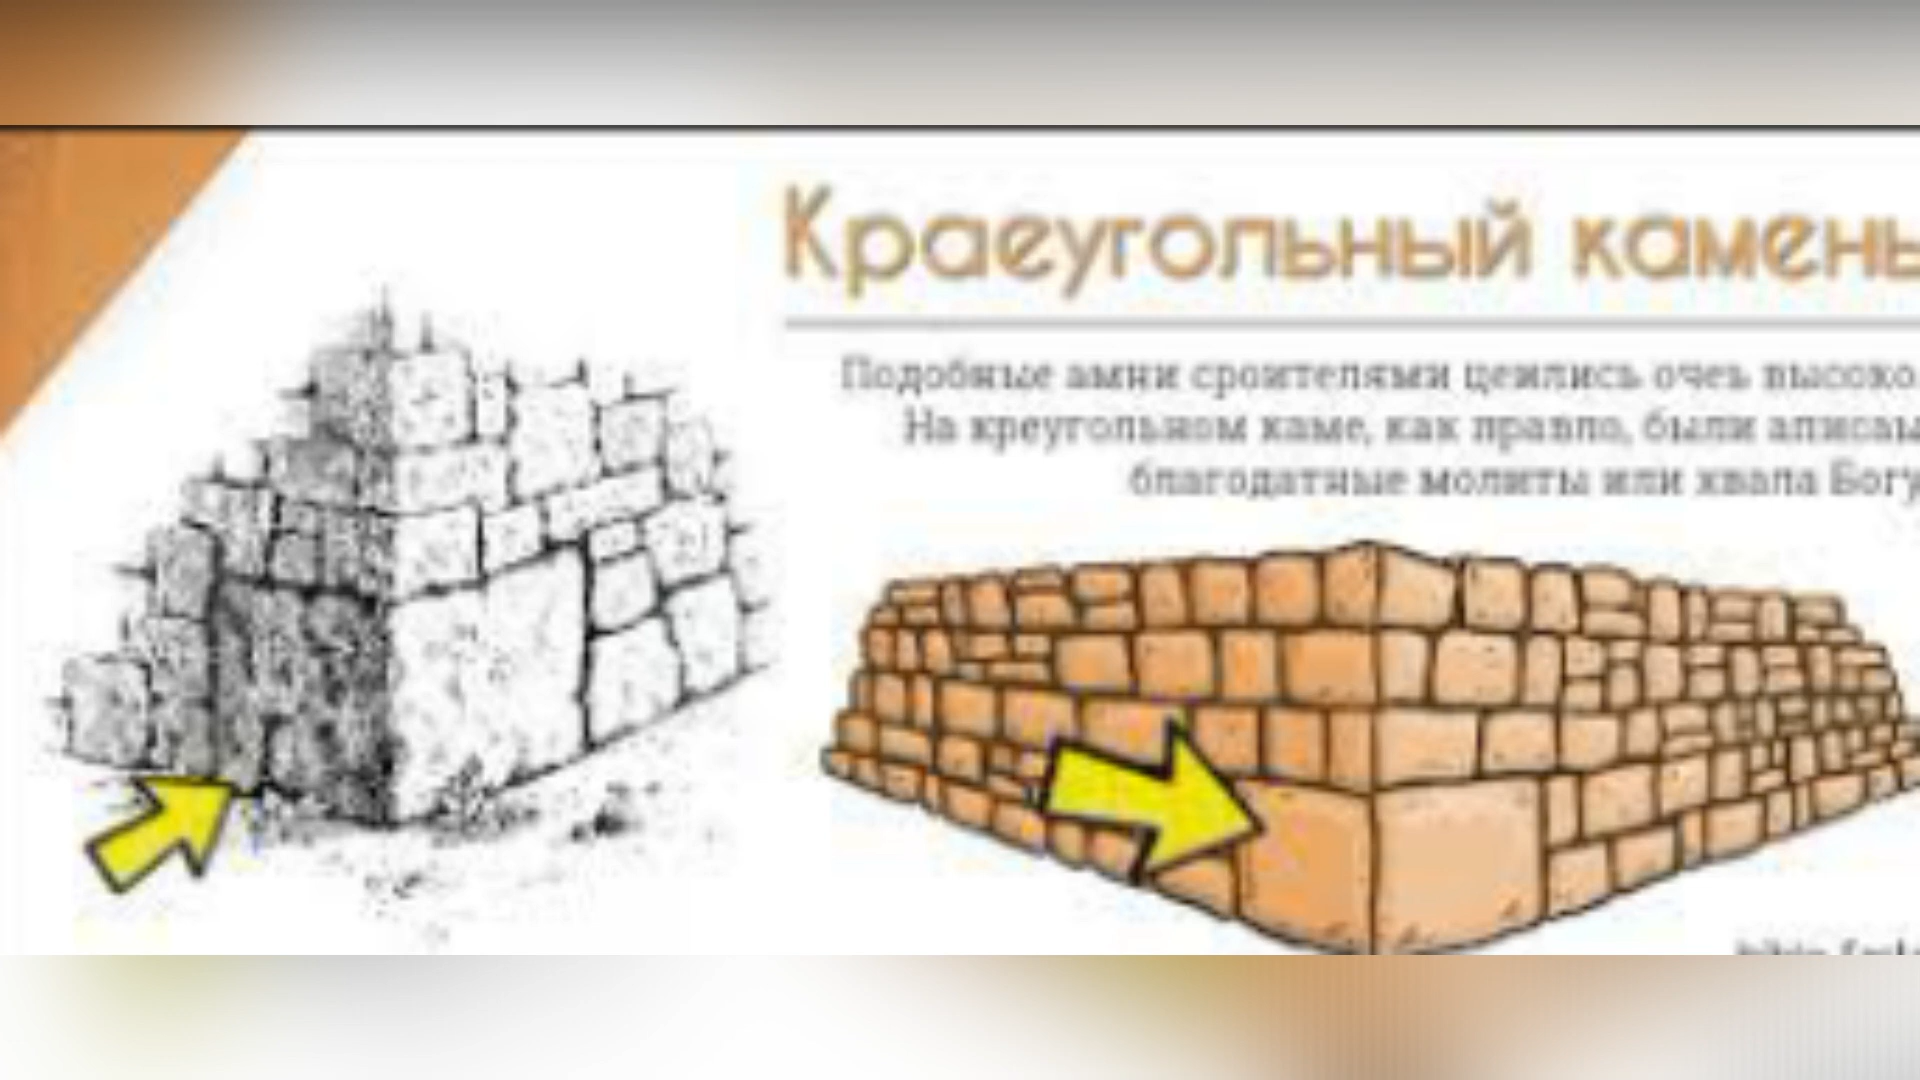 Краеугольный камень
Подобные амни сроителями цеились очеь высоко.
На креугольном каме, как правло, были аписаы
благодатные молиты или хвала Богу